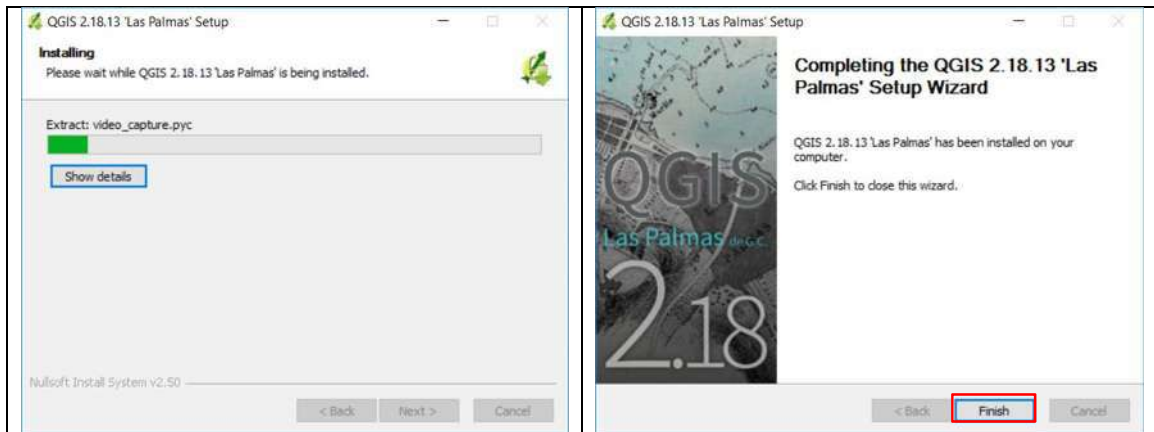 QGIS 2.18.13 'Las Palmas' Setup
Installing
Please wait while QGIS 2.18.13 'Las Palmas' is being installed.
Extract: video_capture.pyc
Show details
Nullsoft Install System v2.50
< Back
Next >
Cancel
QGIS 2.18.13 'Las Palmas' Setup
QGIS
Las Palmas de G.C.
2.18
Completing the QGIS 2.18.13 'Las
Palmas' Setup Wizard
QGIS 2.18.13 'Las Palmas' has been installed on your
computer.
Click Finish to close this wizard.
< Back
Finish
Cancel